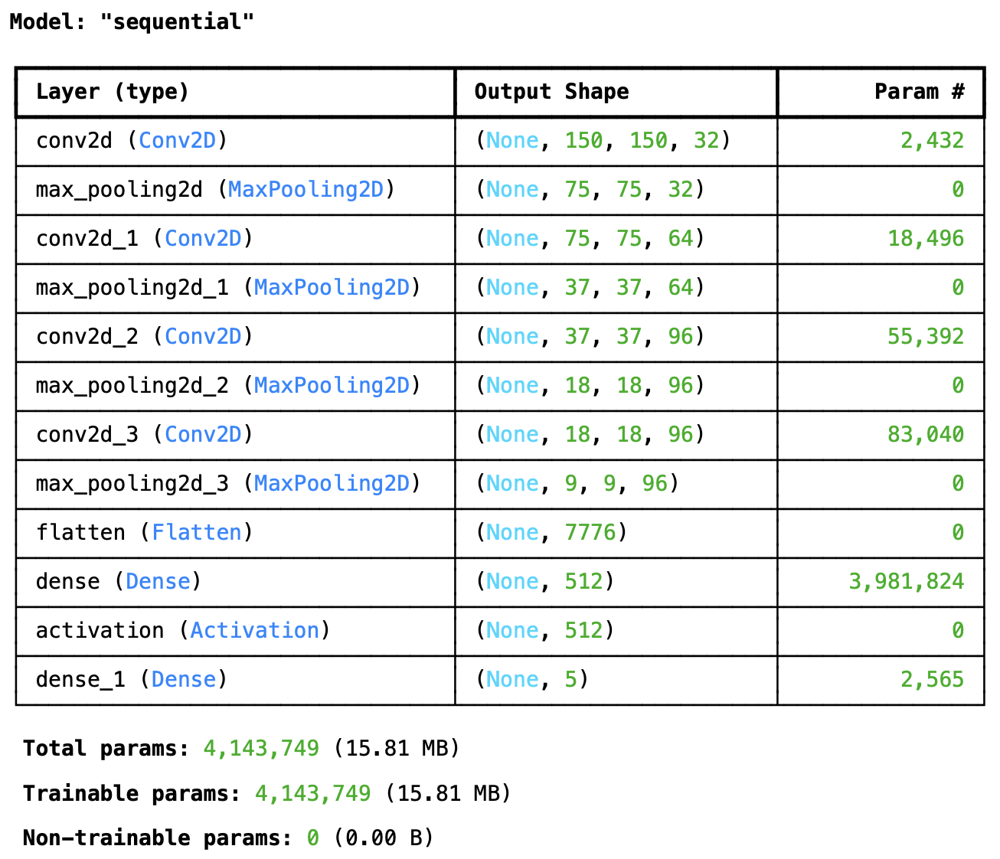 Model: "sequential"
Layer (type) Output Shape Param #
conv2d (Conv2D) (None, 150, 150, 32) 2,432
max_pooling2d (MaxPooling2D) (None, 75, 75, 32) 0
conv2d_1 (Conv2D) (None, 75, 75, 64) 18,496
max_pooling2d_1 (MaxPooling2D) (None, 37, 37, 64) 0
conv2d_2 (Conv2D) (None, 37, 37, 96) 55,392
max_pooling2d_2 (MaxPooling2D) (None, 18, 18, 96) 0
conv2d_3 (Conv2D) (None, 18, 18, 96) 83,040
max_pooling2d_3 (MaxPooling2D) (None, 9, 9, 96) 0
flatten (Flatten) (None, 7776) 0
dense (Dense) (None, 512) 3,981,824
activation (Activation) (None, 512) 0
dense_1 (Dense) (None, 5) 2,565
Total params: 4,143,749 (15.81 MB)
Trainable params: 4,143,749 (15.81 MB)
Non-trainable params: 0 (0.00 B)